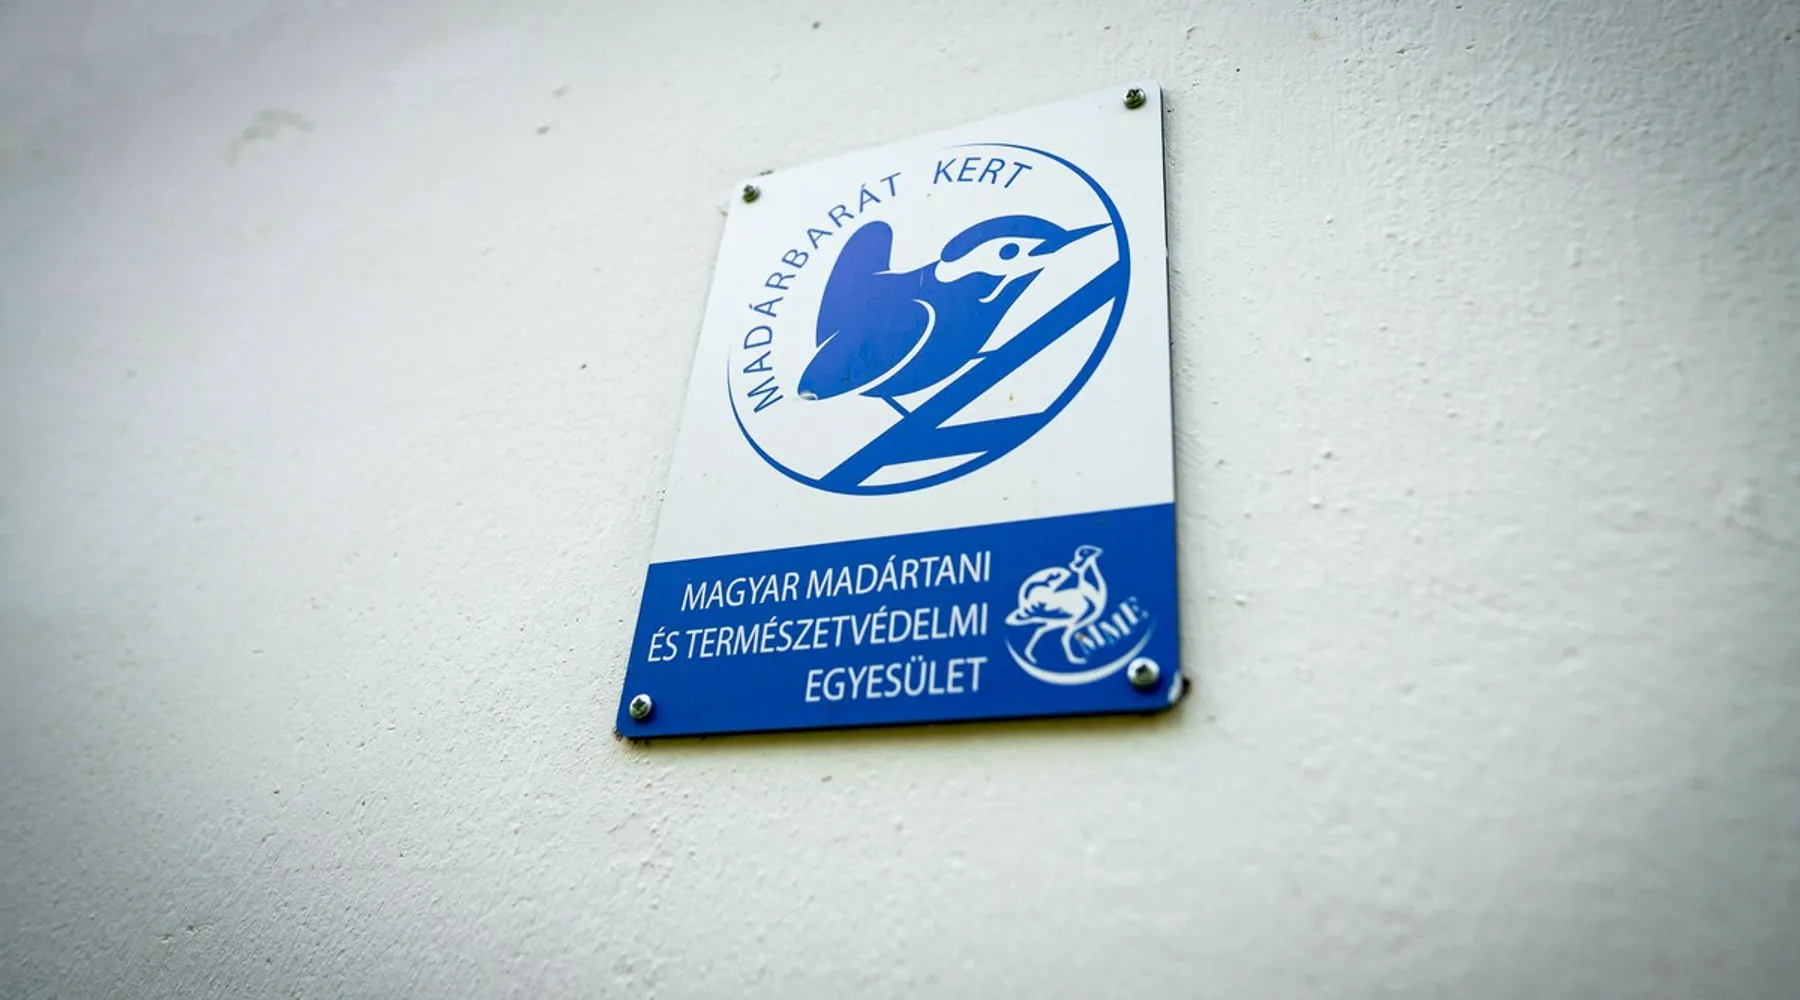 MADÁRBARÁT KERT
MAGYAR MADÁRTANI
ÉS TERMÉSZETVÉDELMI
EGYESÜLET
MME